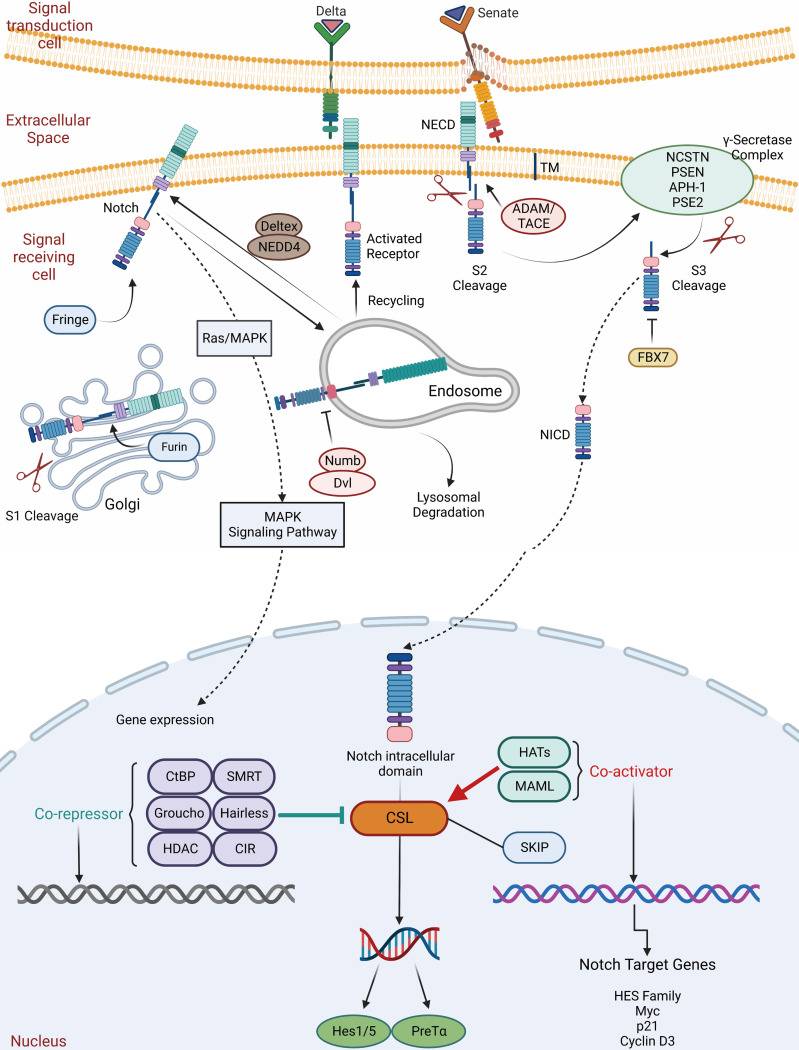 Signal
transduction
cell
Delta
Senate
Extracellular
Space
NECD
TM
γ-Secretase
Complex
NCSTN
PSEN
APH-1
PSE2
Notch
Deltex
NEDD4
Activated
Receptor
ADAM/
TACE
Signal
receiving
cell
S2
Cleavage
S3
Cleavage
Recycling
Fringe
Ras/MAPK
FBX7
Endosome
NICD
Furin
Numb
Dvl
Golgi
S1 Cleavage
Lysosomal
Degradation
MAPK
Signaling Pathway
Gene expression
Notch intracellular
domain
HATs
MAML
Co-activator
CtBP
SMRT
Co-repressor
Groucho
Hairless
CSL
HDAC
CIR
SKIP
Notch Target Genes
HES Family
Myc
p21
Cyclin D3
Hes1/5
PreTα
Nucleus